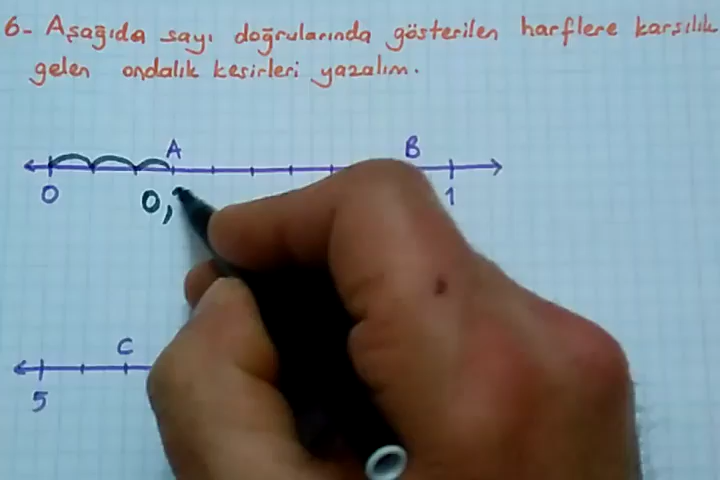 6- Aşağıda sayı doğrularında gösterilen harflere karşılık
gelen ondalık kesirleri yazalım.
A B
0 0, 1
C
5